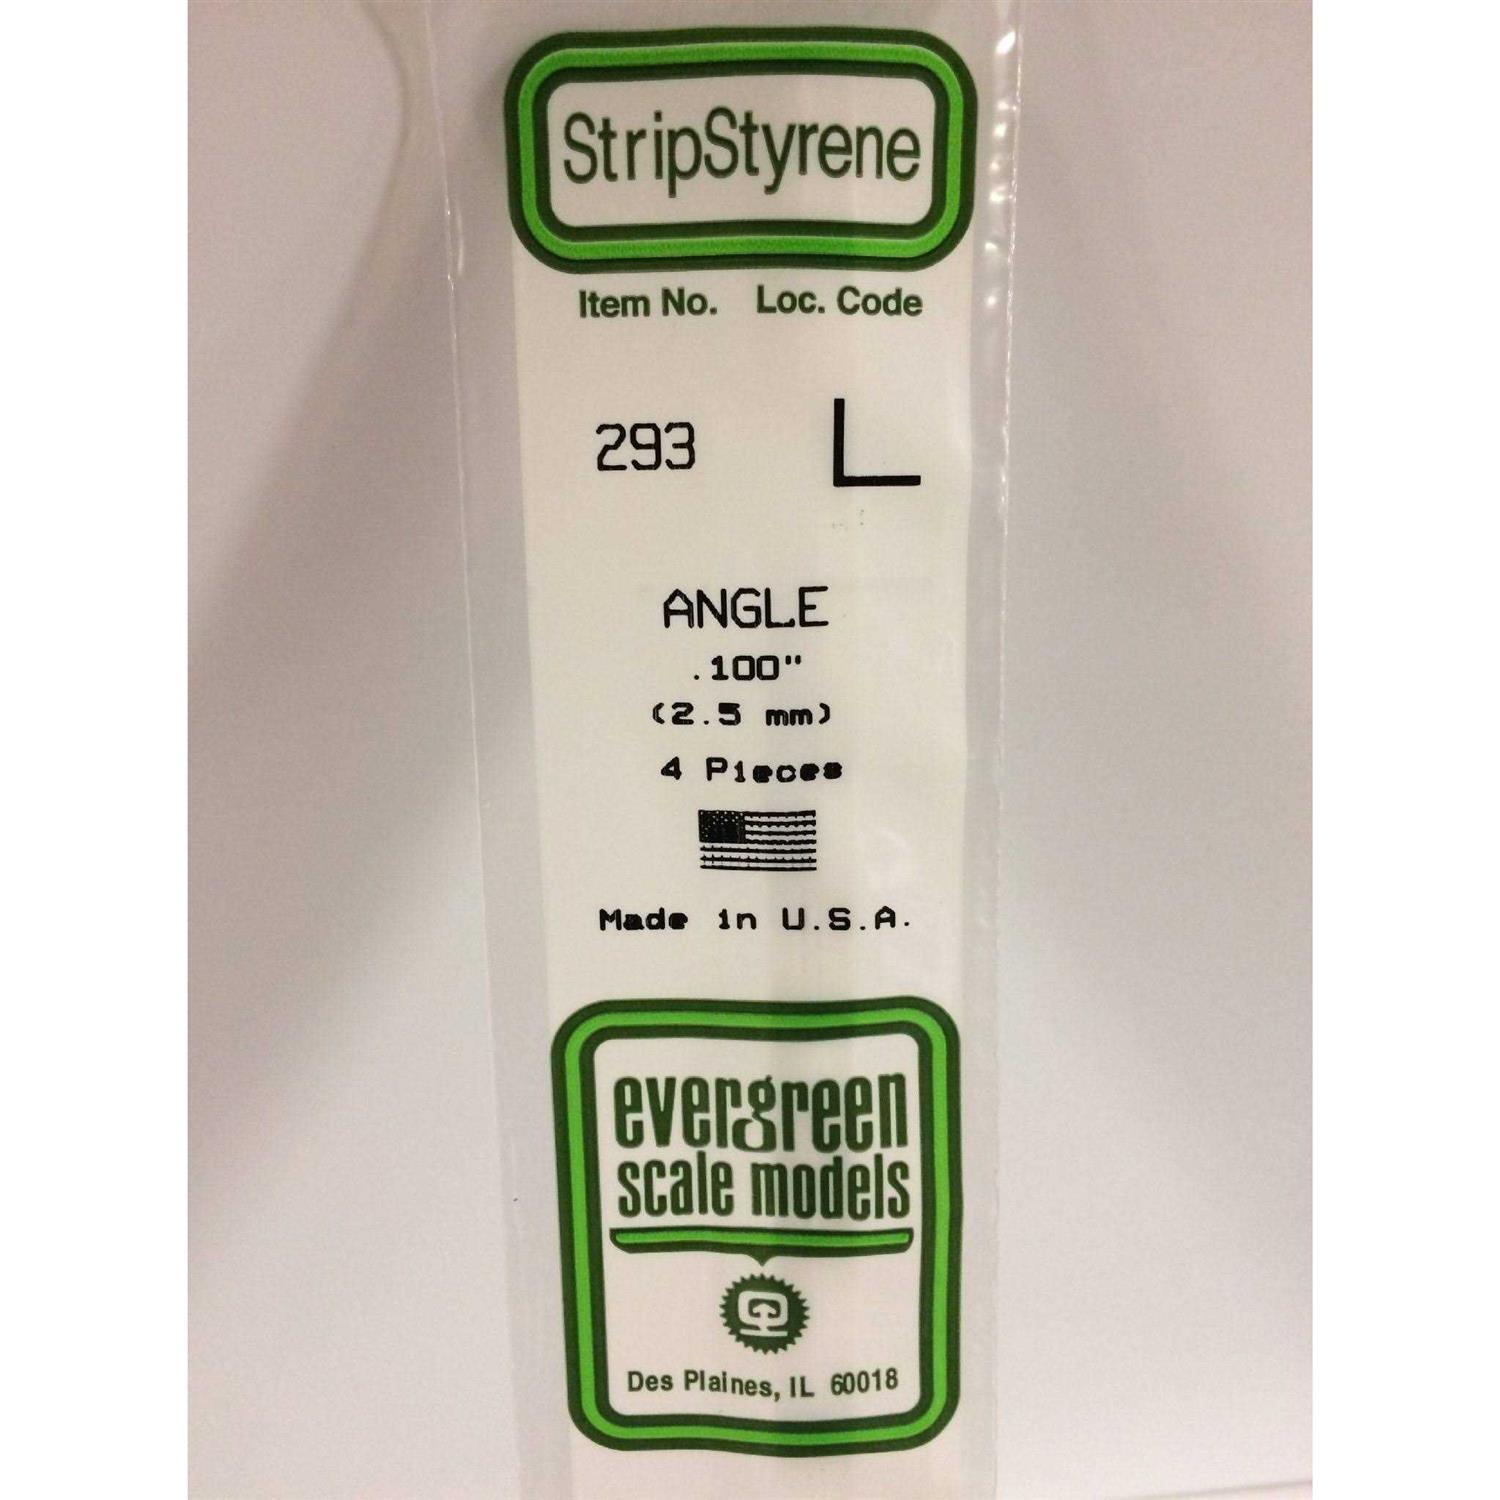 StripStyrene
Item No. Loc. Code
293 L
ANGLE
.100"
(2.5 mm)
4 Pieces
Made in U.S.A.
evergreen
scale models
Des Plaines, IL 60018